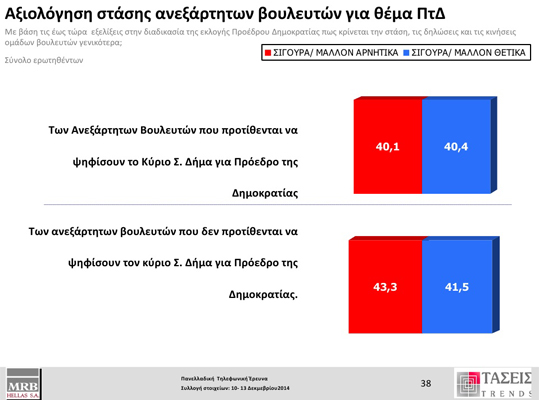 Αξιολόγηση στάσης ανεξάρτητων βουλευτών για θέμα ΠτΔ
Με βάση τις έως τώρα εξελίξεις στην διαδικασία της εκλογής Προέδρου Δημοκρατίας πως κρίνεται την στάση, τις δηλώσεις και τις κινήσεις
ομάδων βουλευτών γενικότερα;
Σύνολο ερωτηθέντων
ΣΙΓΟΥΡΑ/ ΜΑΛΛΟΝ ΑΡΝΗΤΙΚΑ ΣΙΓΟΥΡΑ/ ΜΑΛΛΟΝ ΘΕΤΙΚΑ
Των Ανεξάρτητων Βουλευτών που προτίθενται να
ψηφίσουν το Κύριο Σ. Δήμα για Πρόεδρο της
Δημοκρατίας
40,1 40,4
Των ανεξάρτητων βουλευτών που δεν προτίθενται να
ψηφίσουν τον κύριο Σ. Δήμα για Πρόεδρο της
Δημοκρατίας.
43,3 41,5
MRB
HELLAS S.A.
Πανελλαδική Τηλεφωνική Έρευνα
Συλλογή στοιχείων: 10- 13 Δεκεμβρίου2014
38
ΤΑΣΕΙΣ
TRENDS